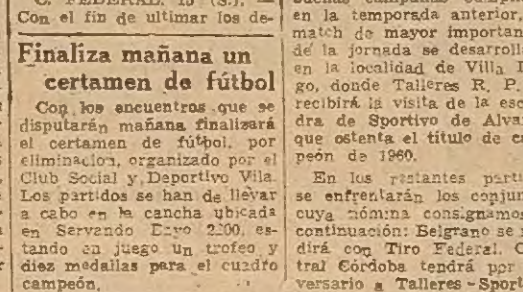 C. FEDERAL, 15 (S.). —
Con el fin de ultimar los de-
Finaliza mañana un
certamen de fútbol
Con los encuentros que se
disputarán mañana finalizará
el certamen de fútbol, por
eliminación, organizado por el
Club Social y Deportivo Vila.
Los partidos se han de llevar
a cabo en la cancha ubicada
en Servando 2200, es-
tando en juego un trofeo y
diez medallas para el cuadro
campeón.
en la temporada anterior.
match de mayor importan
de la jornada se desarroll
en la localidad de Villa
go, donde Talleres R. P.
recibirá la visita de la esc
dra de Sportivo de Alva
que ostenta el título de
peón de 1960.
En los restantes parti
se enfrentarán los conjun
cuya nómina consignamos
continuación: Belgrano se
dirá con Tiro Federal. C
tral Córdoba tendrá por
versario a Talleres - Sport